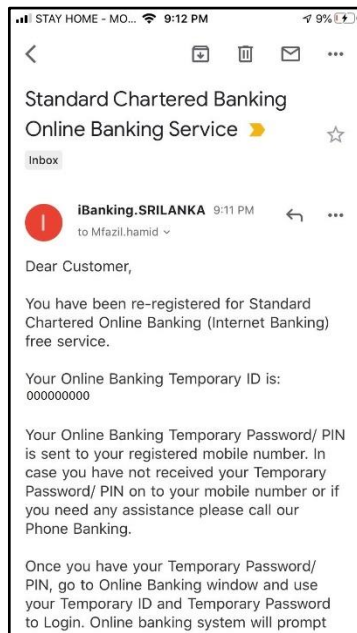 STAY HOME - MO... 9:12 PM 9%
Standard Chartered Banking
Online Banking Service
Inbox
I
iBanking.SRILANKA 9:11 PM
to Mfazil.hamid
Dear Customer,
You have been re-registered for Standard
Chartered Online Banking (Internet Banking)
free service.
Your Online Banking Temporary ID is:
000000000
Your Online Banking Temporary Password/ PIN
is sent to your registered mobile number. In
case you have not received your Temporary
Password/ PIN on to your mobile number or if
you need any assistance please call our
Phone Banking.
Once you have your Temporary Password/
PIN, go to Online Banking window and use
your Temporary ID and Temporary Password
to Login. Online banking system will prompt